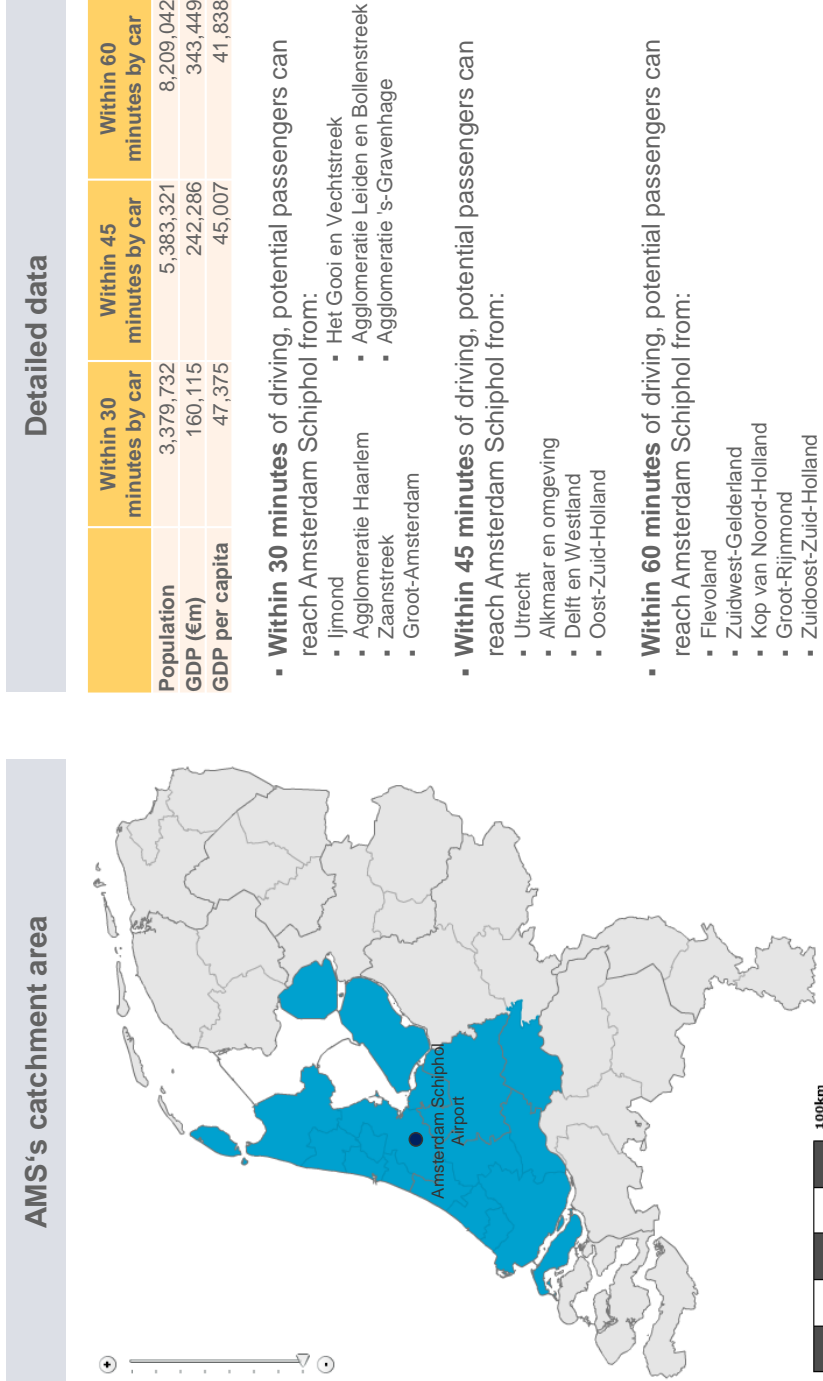 AMS's catchment area
+
-
Amsterdam Schiphol
Airport
100km
Detailed data
Within 30
minutes by car
Within 45
minutes by car
Within 60
minutes by car
Population 3,379,732 5,383,321 8,209,042
GDP (€m) 160,115 242,286 343,449
GDP per capita 47,375 45,007 41,838
▪ Within 30 minutes of driving, potential passengers can
reach Amsterdam Schiphol from:
▪ Ijmond
▪ Agglomeratie Haarlem
▪ Zaanstreek
▪ Groot-Amsterdam
▪ Het Gooi en Vechtstreek
▪ Agglomeratie Leiden en Bollenstreek
▪ Agglomeratie 's-Gravenhage
▪ Within 45 minutes of driving, potential passengers can
reach Amsterdam Schiphol from:
▪ Utrecht
▪ Alkmaar en omgeving
▪ Delft en Westland
▪ Oost-Zuid-Holland
▪ Within 60 minutes of driving, potential passengers can
reach Amsterdam Schiphol from:
▪ Flevoland
▪ Zuidwest-Gelderland
▪ Kop van Noord-Holland
▪ Groot-Rijnmond
▪ Zuidoost-Zuid-Holland